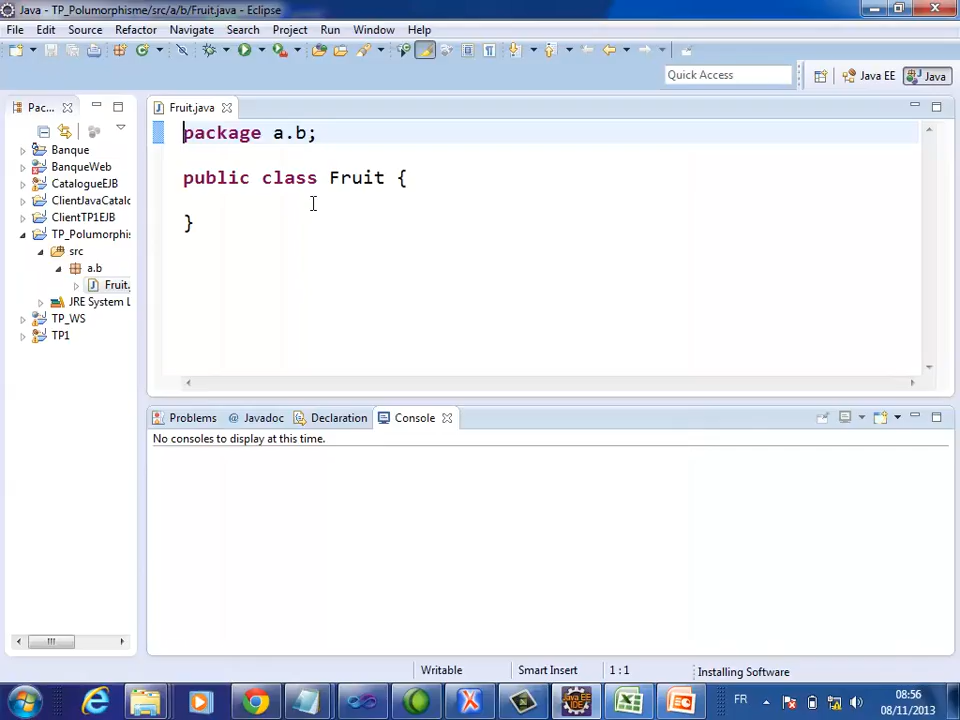 Java - TP_Polumorphisme/src/a/b/Fruit.java - Eclipse
File Edit Source Refactor Navigate Search Project Run Window Help
Quick Access
Java EE
Java
Pac...
Fruit.java
Banque
BanqueWeb
CatalogueEJB
ClientJavaCatalo
ClientTP1EJB
TP_Polumorphis
src
a.b
Fruit.
JRE System L
TP_WS
TP1
package a.b;
public class Fruit {
}
Problems
@ Javadoc
Declaration
Console
No consoles to display at this time.
Writable
Smart Insert
1 : 1
Installing Software
FR
08:56
08/11/2013